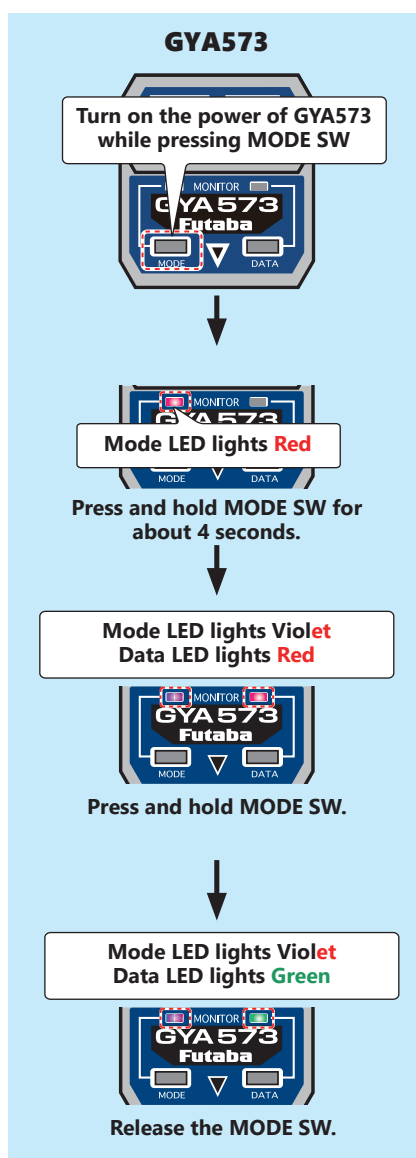 GYA573
Turn on the power of GYA573
while pressing MODE SW
MONITOR
GYA573
Futaba
MODE DATA
MONITOR
GYA573
Mode LED lights Red
MODE DATA
Press and hold MODE SW for
about 4 seconds.
Mode LED lights Violet
Data LED lights Red
MONITOR
GYA573
Futaba
MODE DATA
Press and hold MODE SW.
Mode LED lights Violet
Data LED lights Green
MONITOR
GYA573
Futaba
MODE DATA
Release the MODE SW.